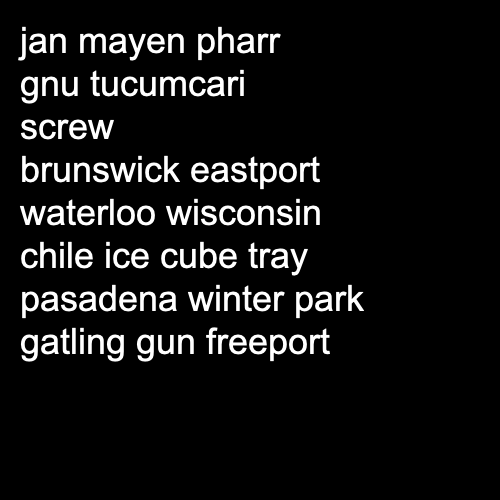 jan mayen pharr
gnu tucumcari
screw
brunswick eastport
waterloo wisconsin
chile ice cube tray
pasadena winter park
gatling gun freeport